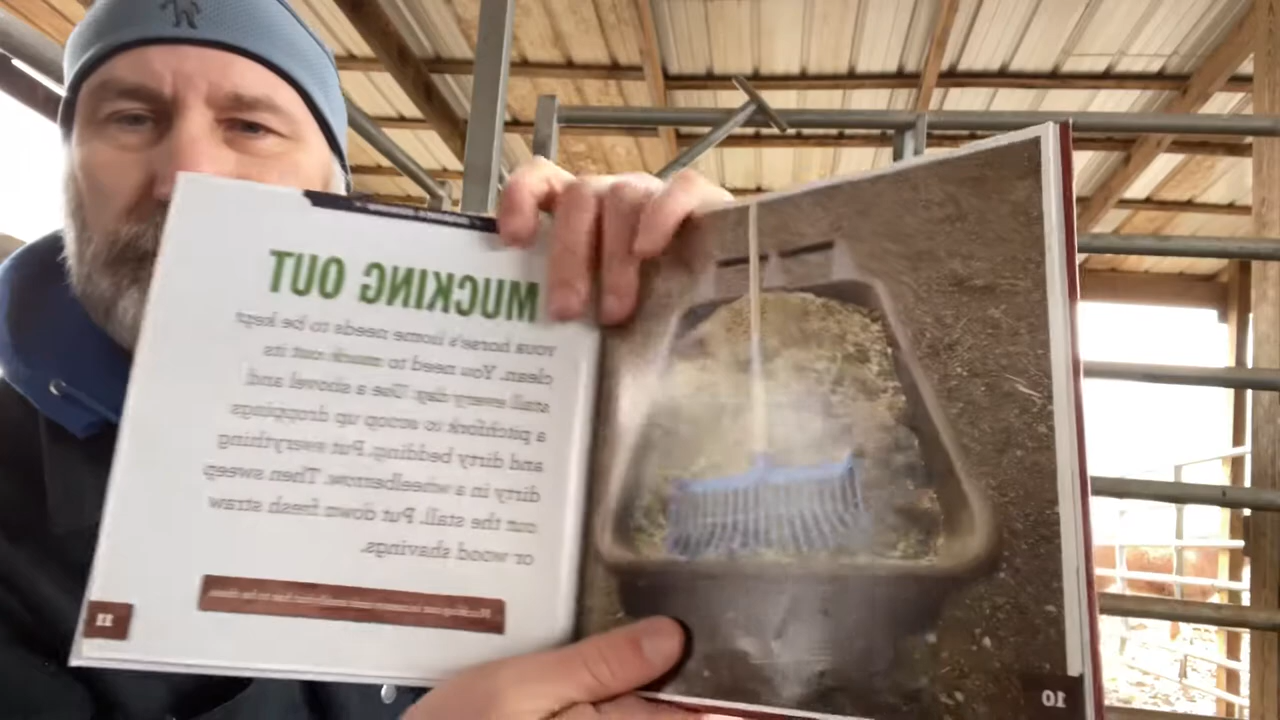 MUCKING OUT
Your horse's home needs to be kept
clean. You need to muck out its
stall every day. Use a shovel and
a pitchfork to scoop up droppings
and dirty bedding. Put everything
dirty in a wheelbarrow. Then sweep
out the stall. Put down fresh straw
or wood shavings.
11
10